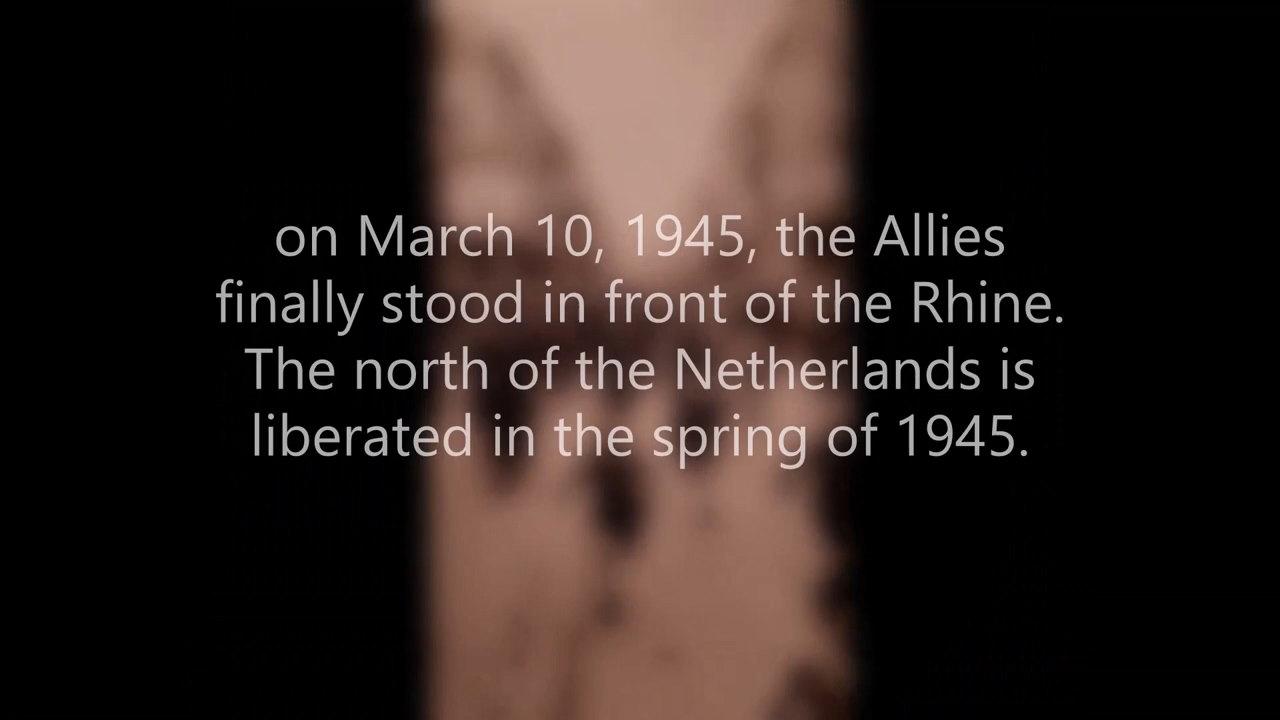 on March 10, 1945, the Allies
finally stood in front of the Rhine.
The north of the Netherlands is
liberated in the spring of 1945.